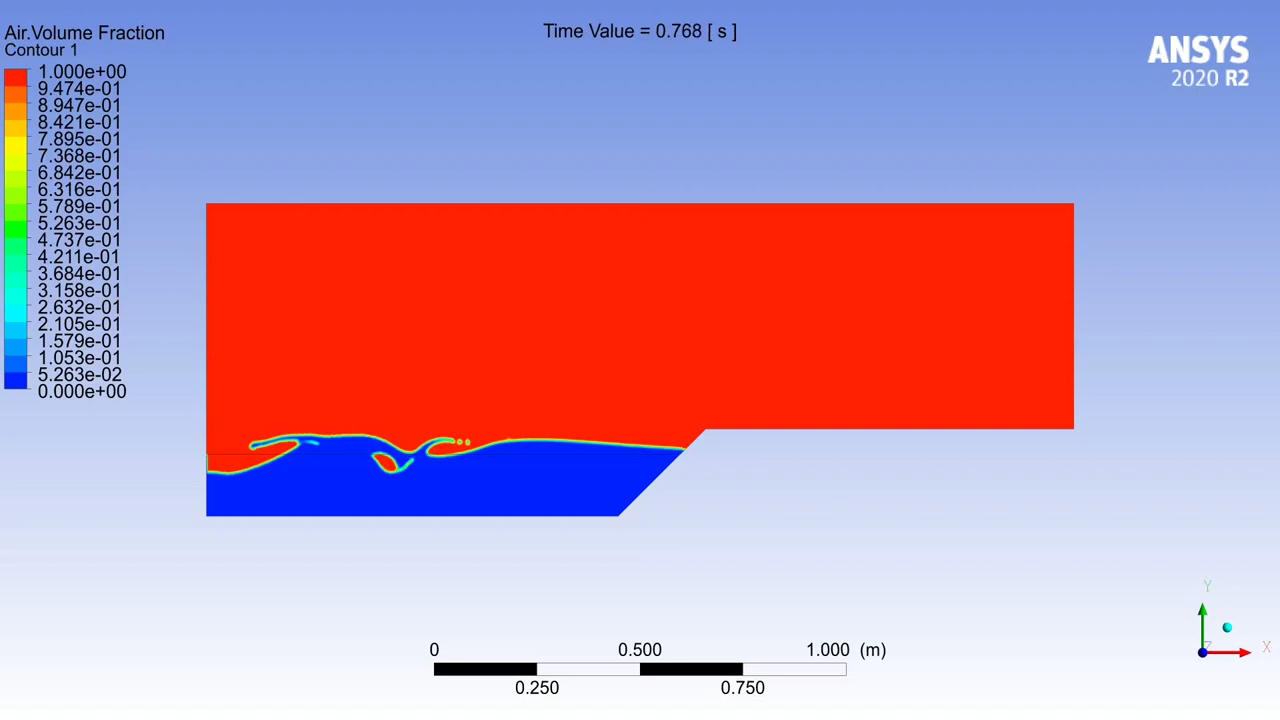 Air.Volume Fraction
Contour 1
1.000e+00
9.474e-01
8.947e-01
8.421e-01
7.895e-01
7.368e-01
6.842e-01
6.316e-01
5.789e-01
5.263e-01
4.737e-01
4.211e-01
3.684e-01
3.158e-01
2.632e-01
2.105e-01
1.579e-01
1.053e-01
5.263e-02
0.000e+00
Time Value = 0.768 [ s ]
ANSYS
2020 R2
0 0.500 1.000 (m)
0.250 0.750
Y
Z X